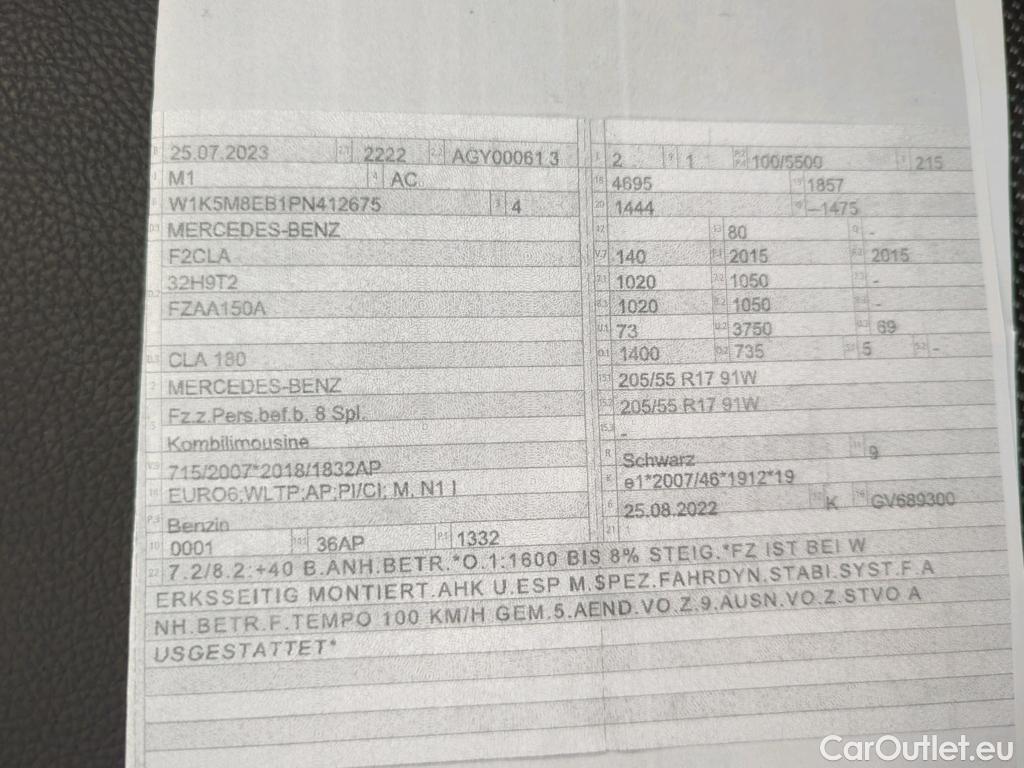 25.07.2023 2222 AGY00061 3
M1 AC
W1K5M8EB1PN412675 4
MERCEDES-BENZ
F2CLA
32H9T2
FZAA150A
CLA 180
MERCEDES-BENZ
Fz.z.Pers.bef.b. 8 Spl.
Kombilimousine
715/2007*2018/1832AP
EURO6;WLTP;AP;PI/CI; M, N1 I
Benzin
0001 36AP 1332
2 1 100/5500 215
4695 1857
1444 –1475
80 -
140 2015 2015
1020 1050 -
1020 1050 -
73 3750 69
1400 735 5 -
205/55 R17 91W
205/55 R17 91W
-
Schwarz 9
e1*2007/46*1912*19
25.08.2022 K GV689300
22 7.2/8.2:+40 B.ANH.BETR.*O.1:1600 BIS 8% STEIG.*FZ IST BEI W
ERKSSEITIG MONTIERT.AHK U.ESP M.SPEZ.FAHRDYN.STABI.SYST.F.A
NH.BETR.F.TEMPO 100 KM/H GEM.5.AEND.VO.Z.9.AUSN.VO.Z.STVO A
USGESTATTET*
CarOutlet.eu